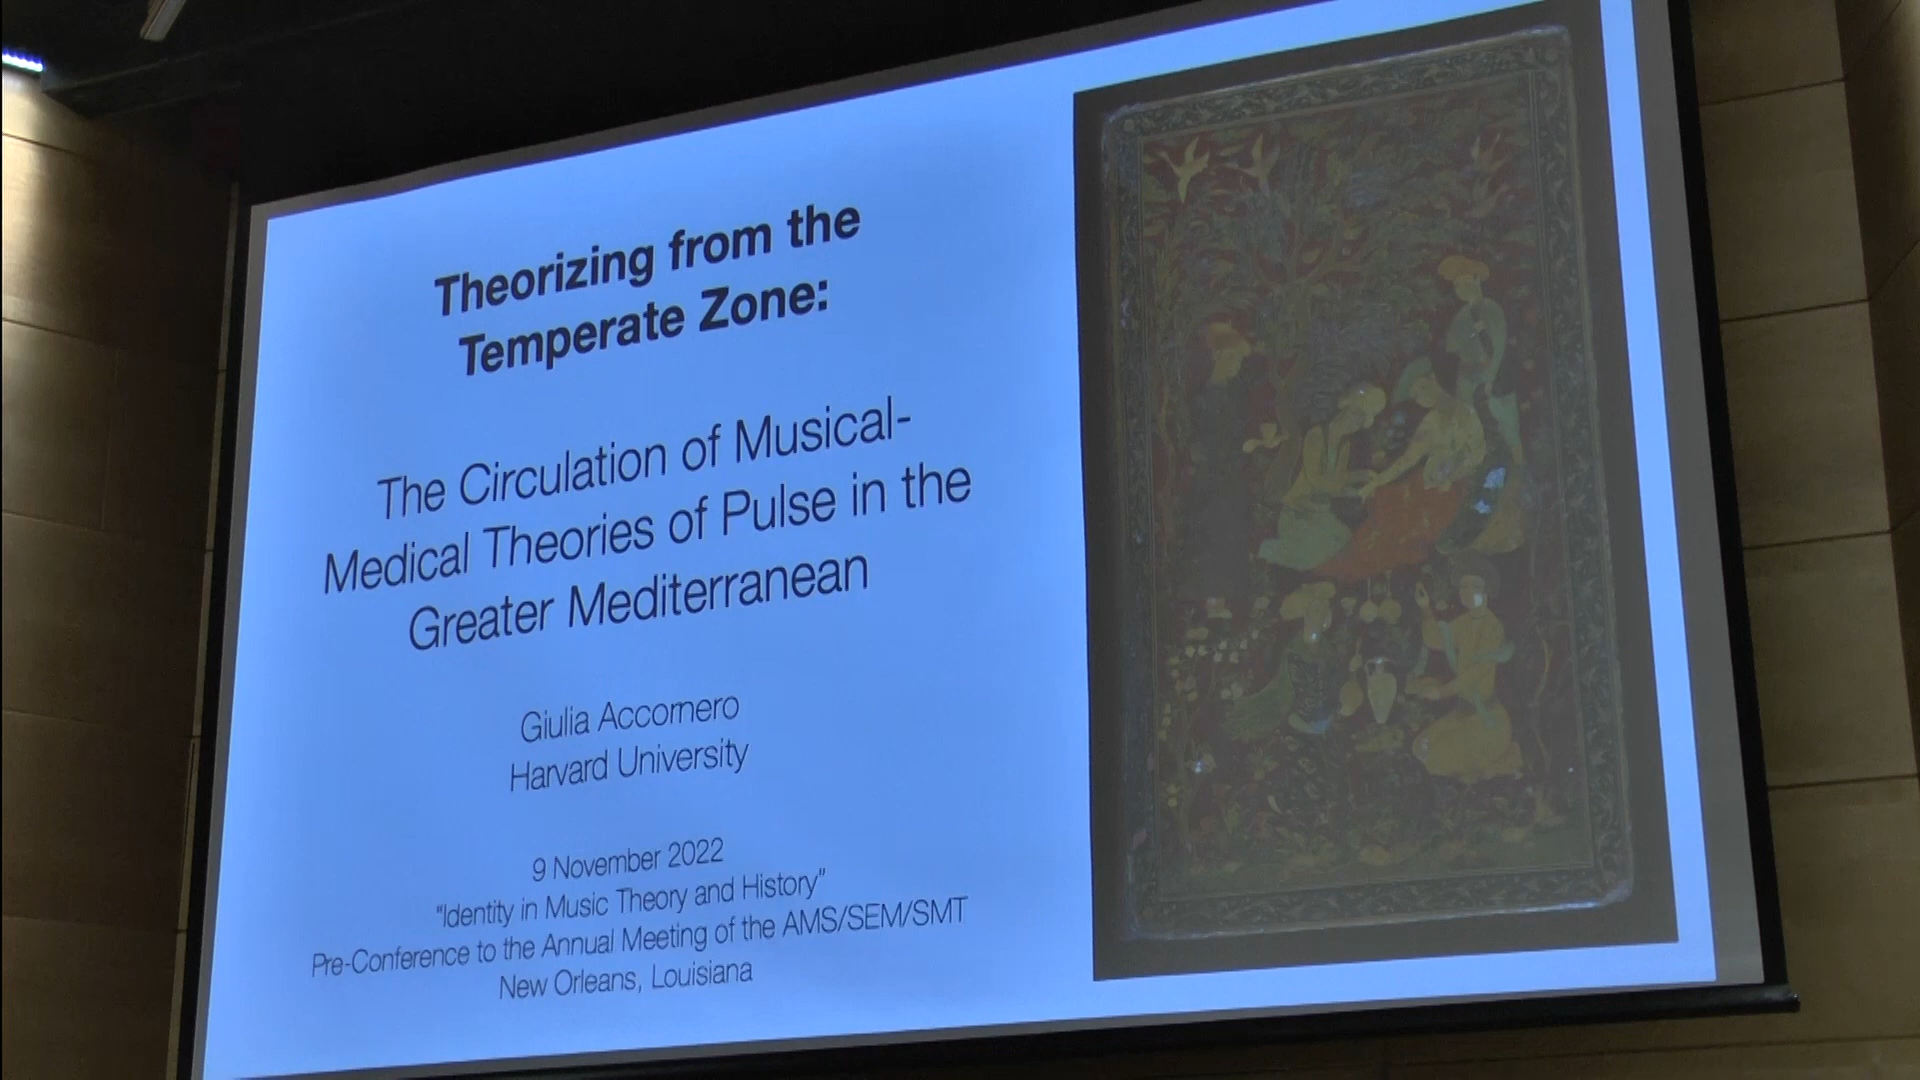 Theorizing from the
Temperate Zone:
The Circulation of Musical-
Medical Theories of Pulse in the
Greater Mediterranean
Giulia Accornero
Harvard University
9 November 2022
“Identity in Music Theory and History”
Pre-Conference to the Annual Meeting of the AMS/SEM/SMT
New Orleans, Louisiana